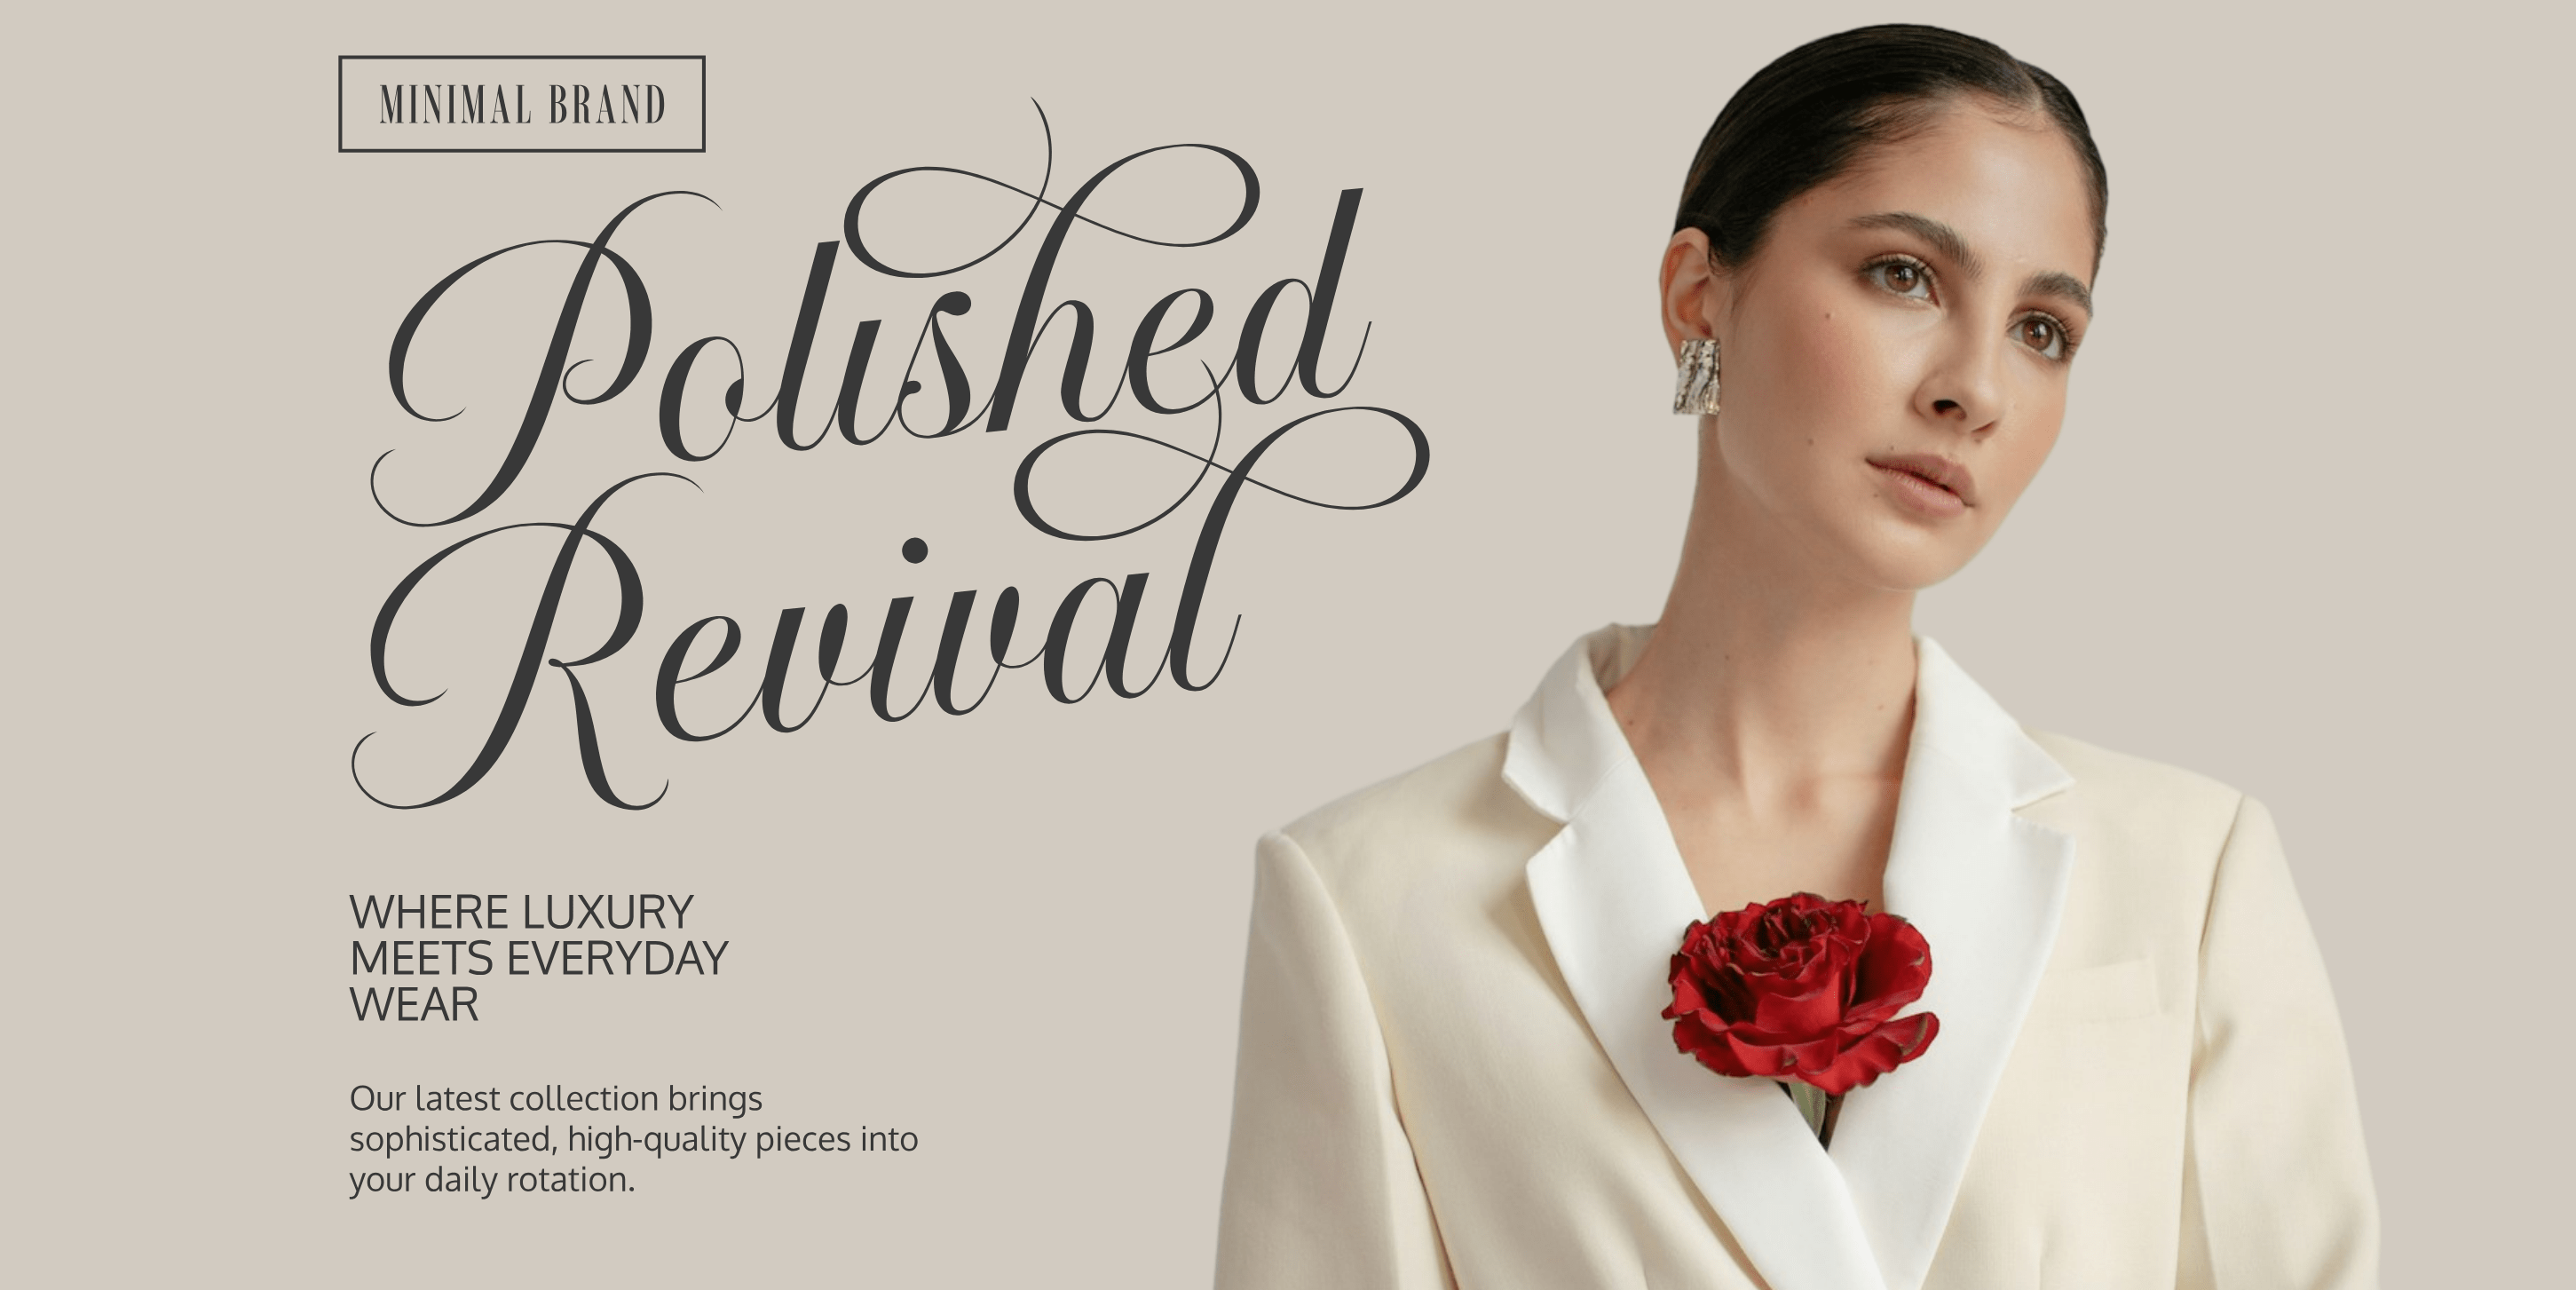 MINIMAL BRAND
Polished
Revival
WHERE LUXURY
MEETS EVERYDAY
WEAR
Our latest collection brings
sophisticated, high-quality pieces into
your daily rotation.